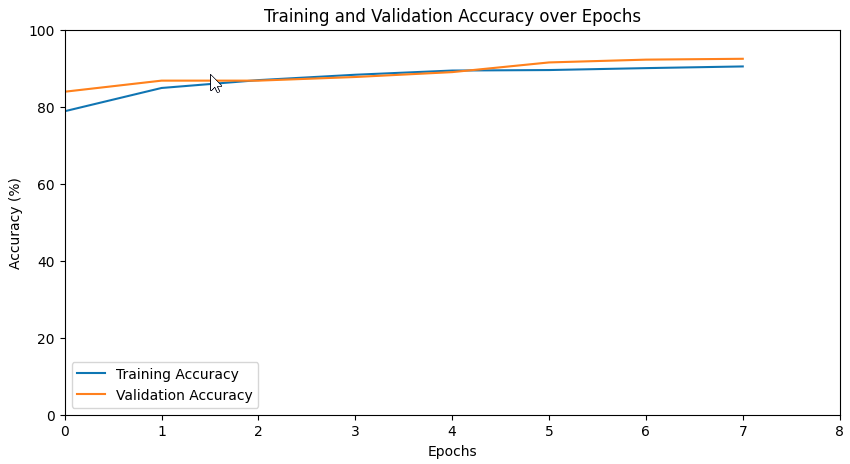 Training and Validation Accuracy over Epochs
100
80
60
40
20
0
Accuracy (%)
Training Accuracy
Validation Accuracy
0 1 2 3 4 5 6 7 8
Epochs